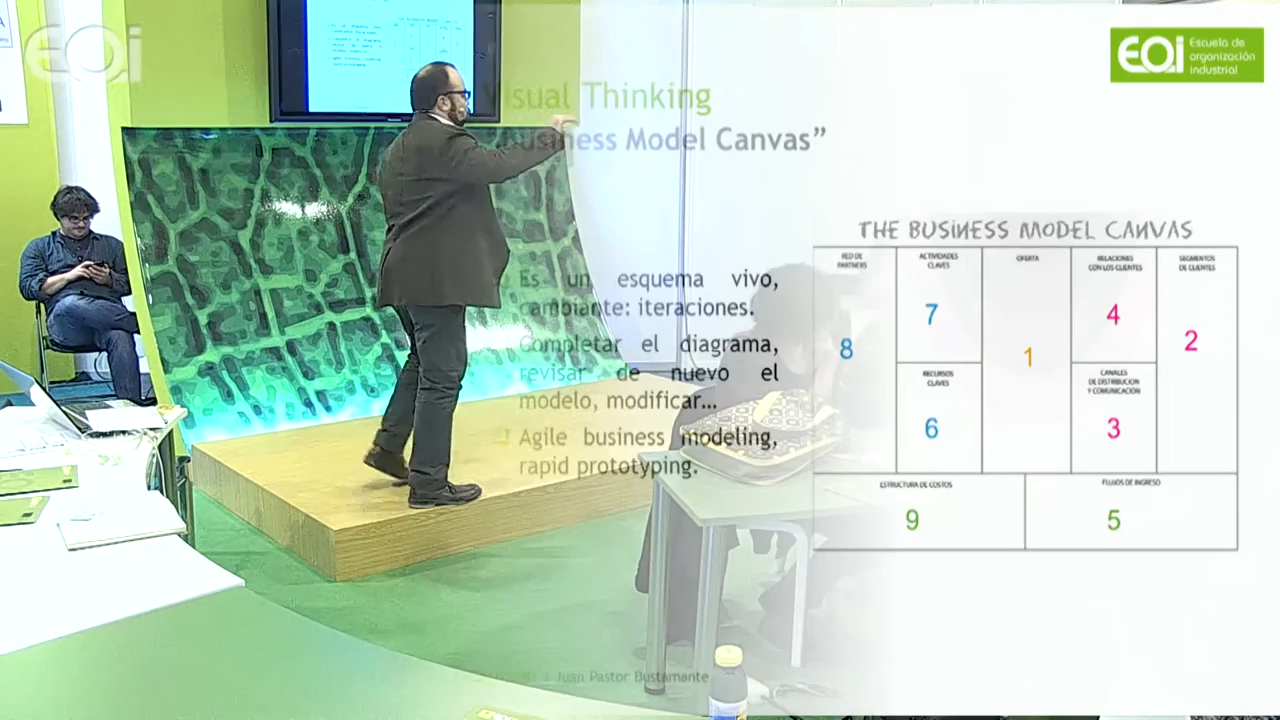 EOI
EOI Escuela de
organización
industrial
Visual Thinking
Business Model Canvas”
Es un esquema vivo,
cambiante: iteraciones.
Completar el diagrama,
revisar de nuevo el
modelo, modificar...
Agile business modeling,
rapid prototyping.
THE BUSINESS MODEL CANVAS
RED DE
PARTNERS
8
ACTIVIDADES
CLAVES
7
RECURSOS
CLAVES
6
OFERTA
1
RELACIONES
CON LOS CLIENTES
4
CANALES
DE DISTRIBUCION
Y COMUNICACION
3
SEGMENTOS
DE CLIENTES
2
ESTRUCTURA DE COSTOS
9
FLUJOS DE INGRESO
5
Juan Pastor Bustamante